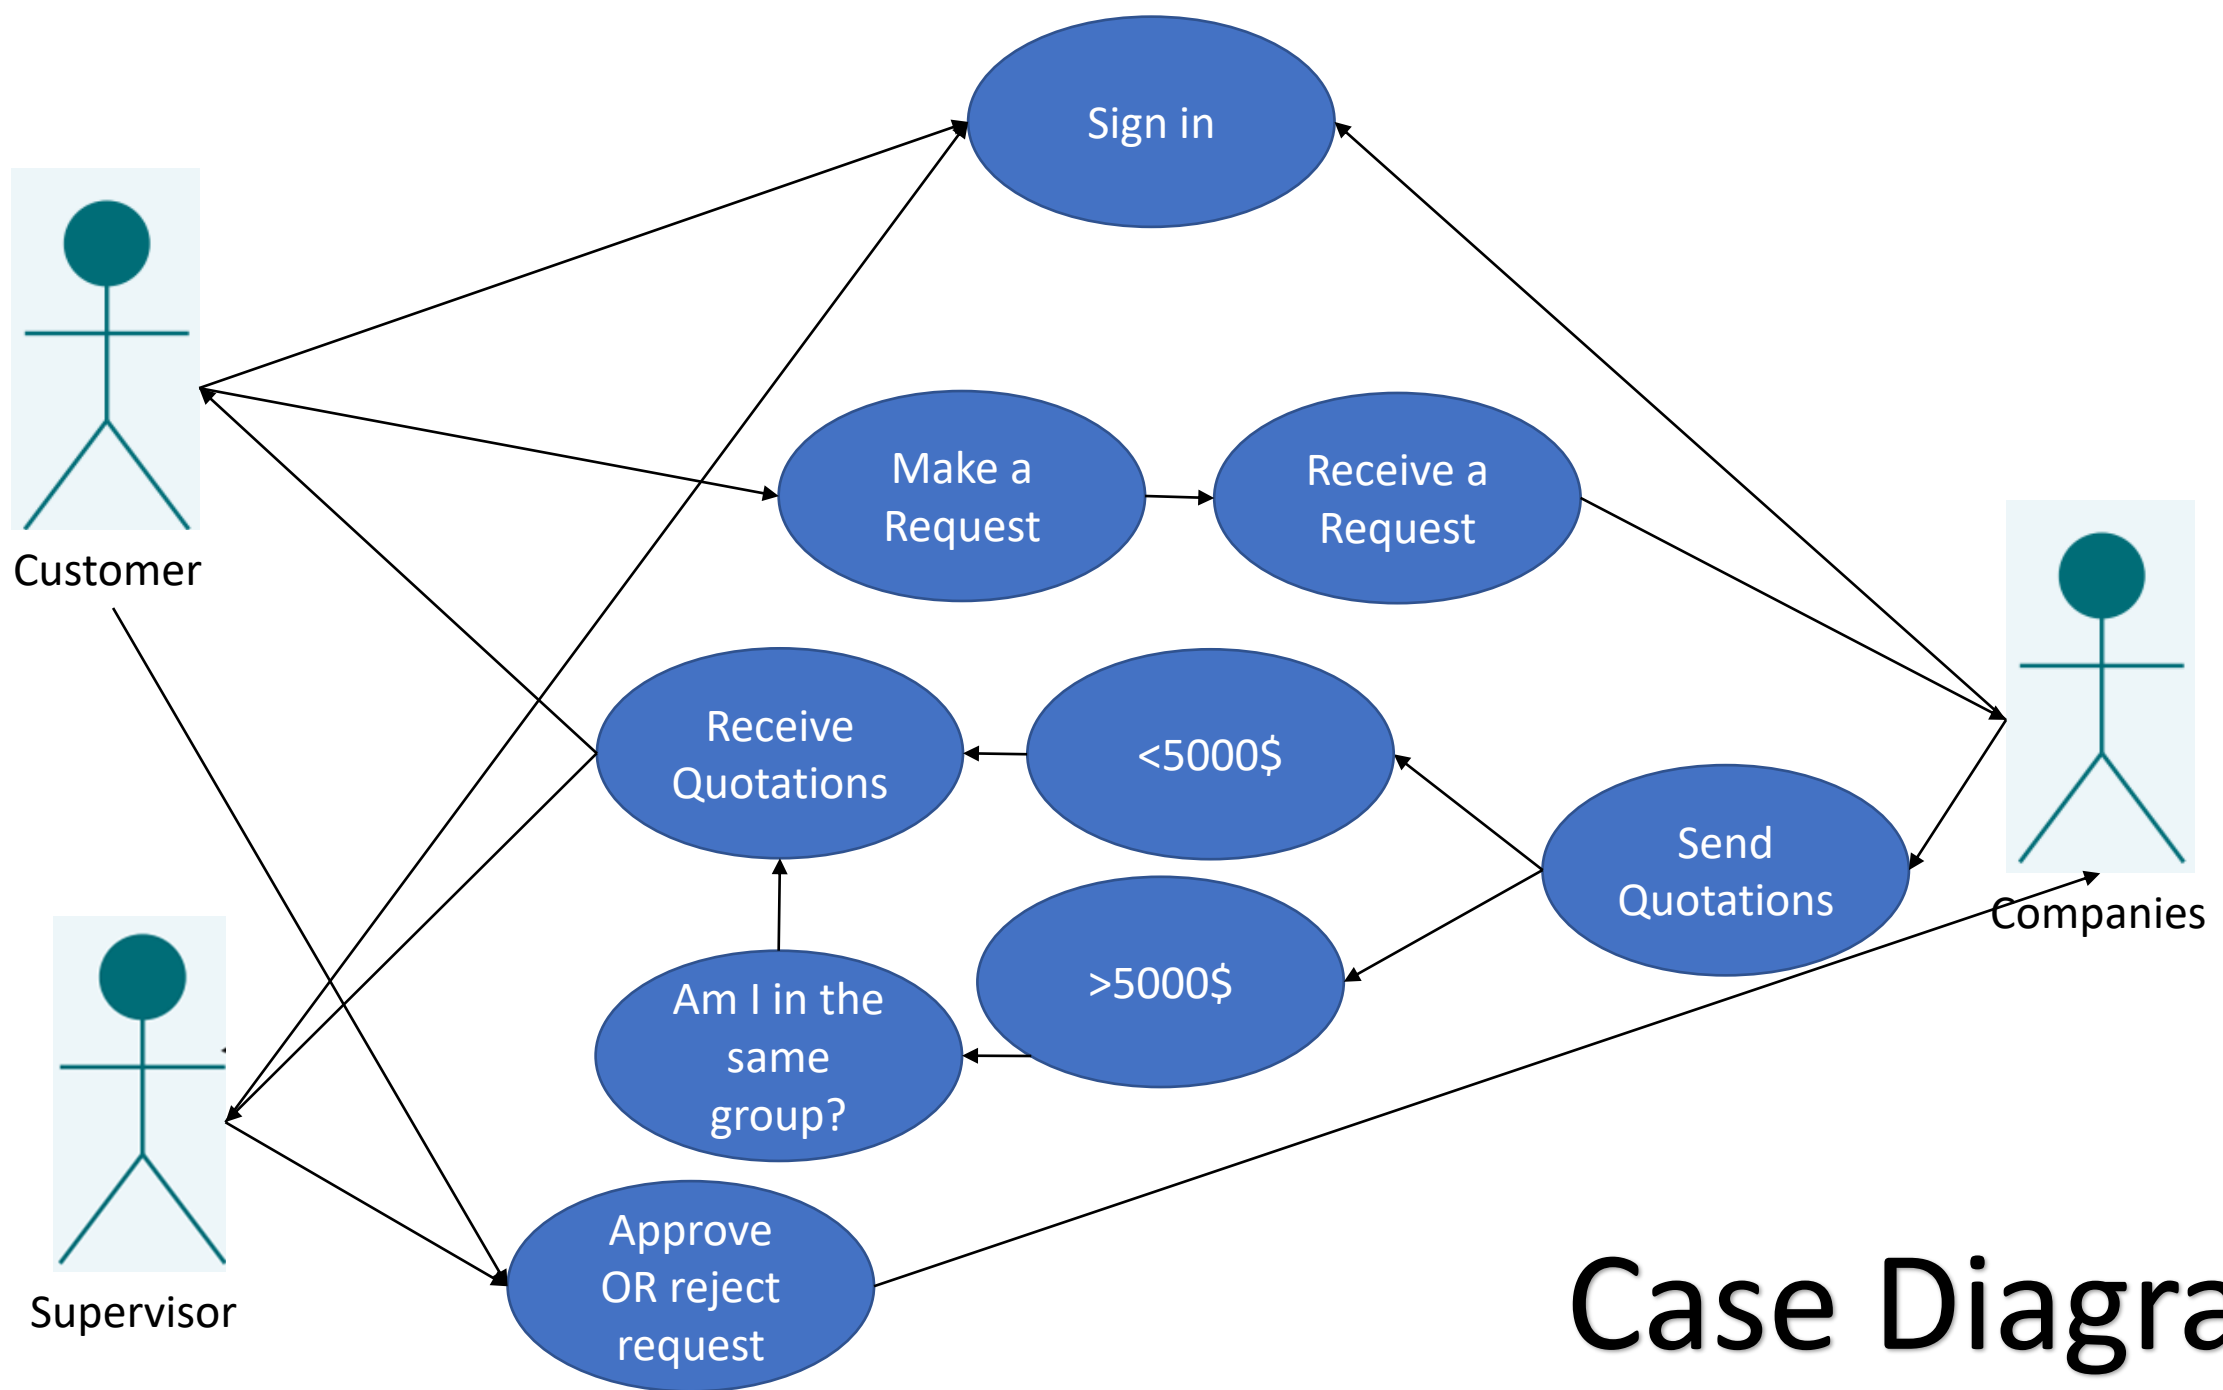 Sign in
Customer
Make a
Request
Receive a
Request
Receive
Quotations
<5000$
Send
Quotations
Companies
>5000$
Am I in the
same
group?
Supervisor
Approve
OR reject
request
Case Diagra